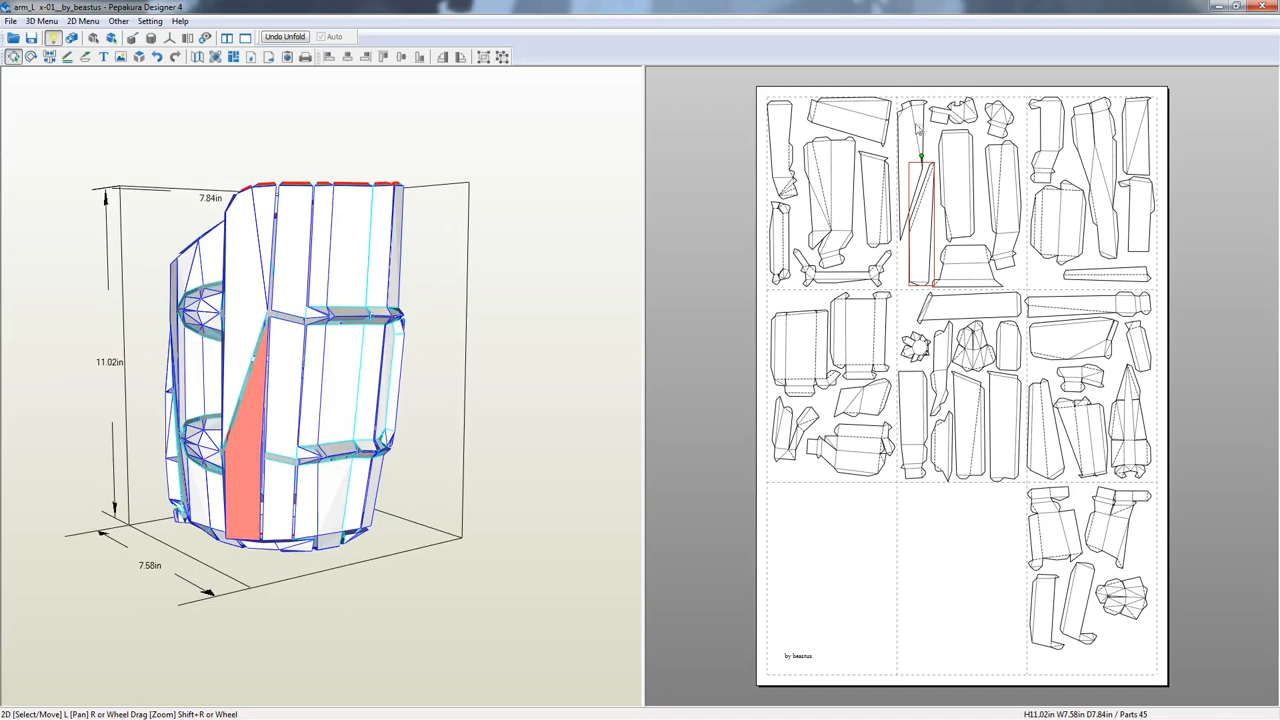 arm_L x-01__by_beastus - Pepakura Designer 4
File 3D Menu 2D Menu Other Setting Help
Undo Unfold Auto
T
7.84in
11.02in
7.58in
by beastus
2D [Select/Move] L [Pan] R or Wheel Drag [Zoom] Shift+R or Wheel
H11.02in W7.58in D7.84in / Parts 45